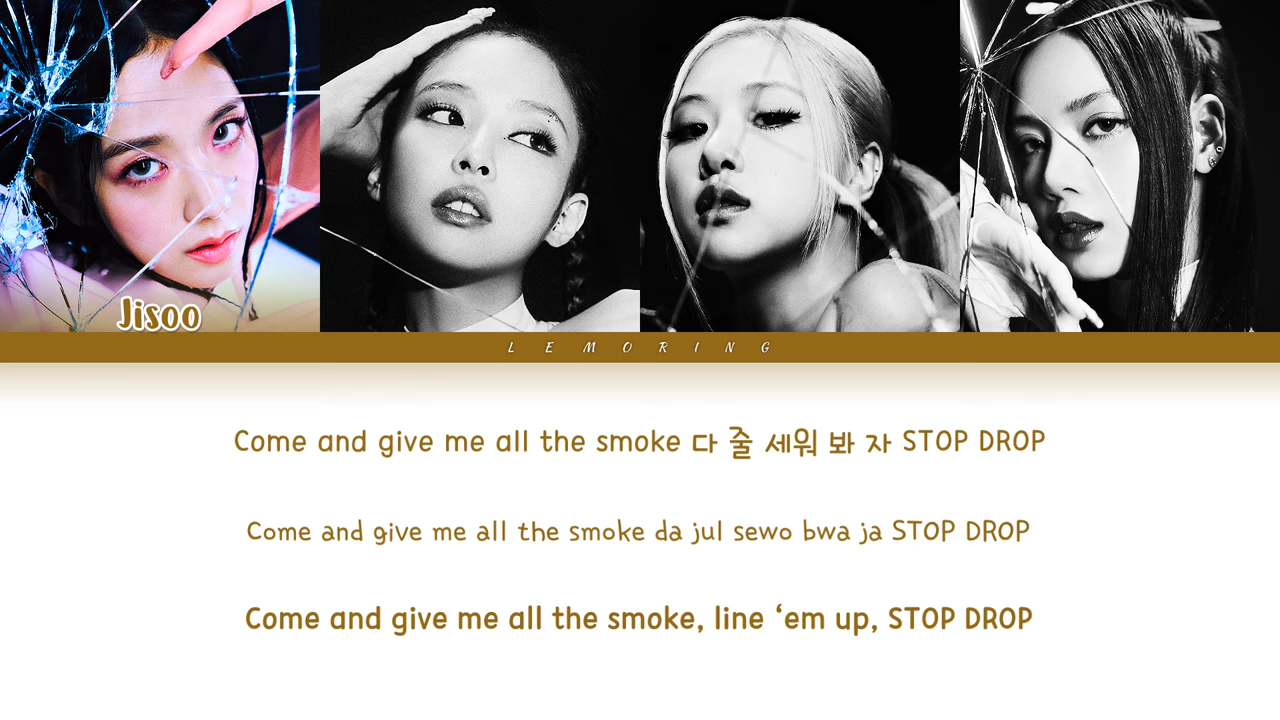 Jisoo
LEMORING
Come and give me all the smoke 다 줄 세워 봐 자 STOP DROP
Come and give me all the smoke da jul sewo bwa ja STOP DROP
Come and give me all the smoke, line ‘em up, STOP DROP